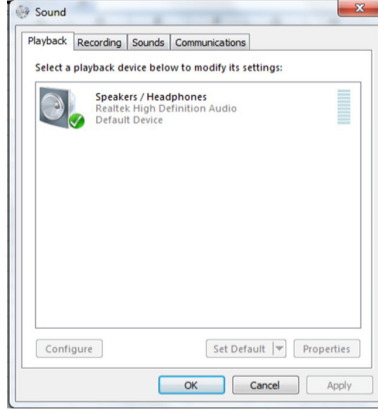 Sound
Playback Recording Sounds Communications
Select a playback device below to modify its settings:
Speakers / Headphones
Realtek High Definition Audio
Default Device
Configure Set Default Properties
OK Cancel Apply